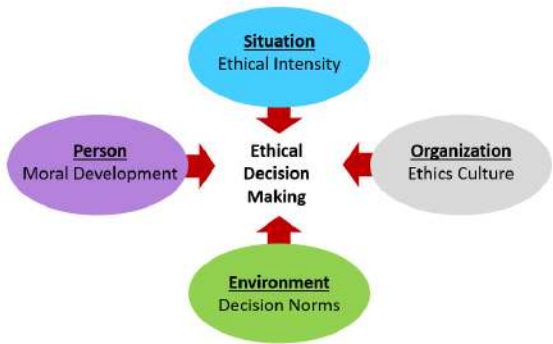 Situation
Ethical Intensity
Person
Moral Development
Ethical
Decision
Making
Organization
Ethics Culture
Environment
Decision Norms